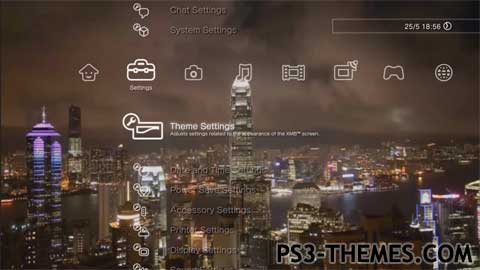 Chat Settings
System Settings
25/5 18:56
Settings
Theme Settings
Adjusts settings related to the appearance of the XMB™ screen.
Date and Time Settings
Power Save Settings
Accessory Settings
Printer Settings
Display Settings
PS3-THEMES.COM